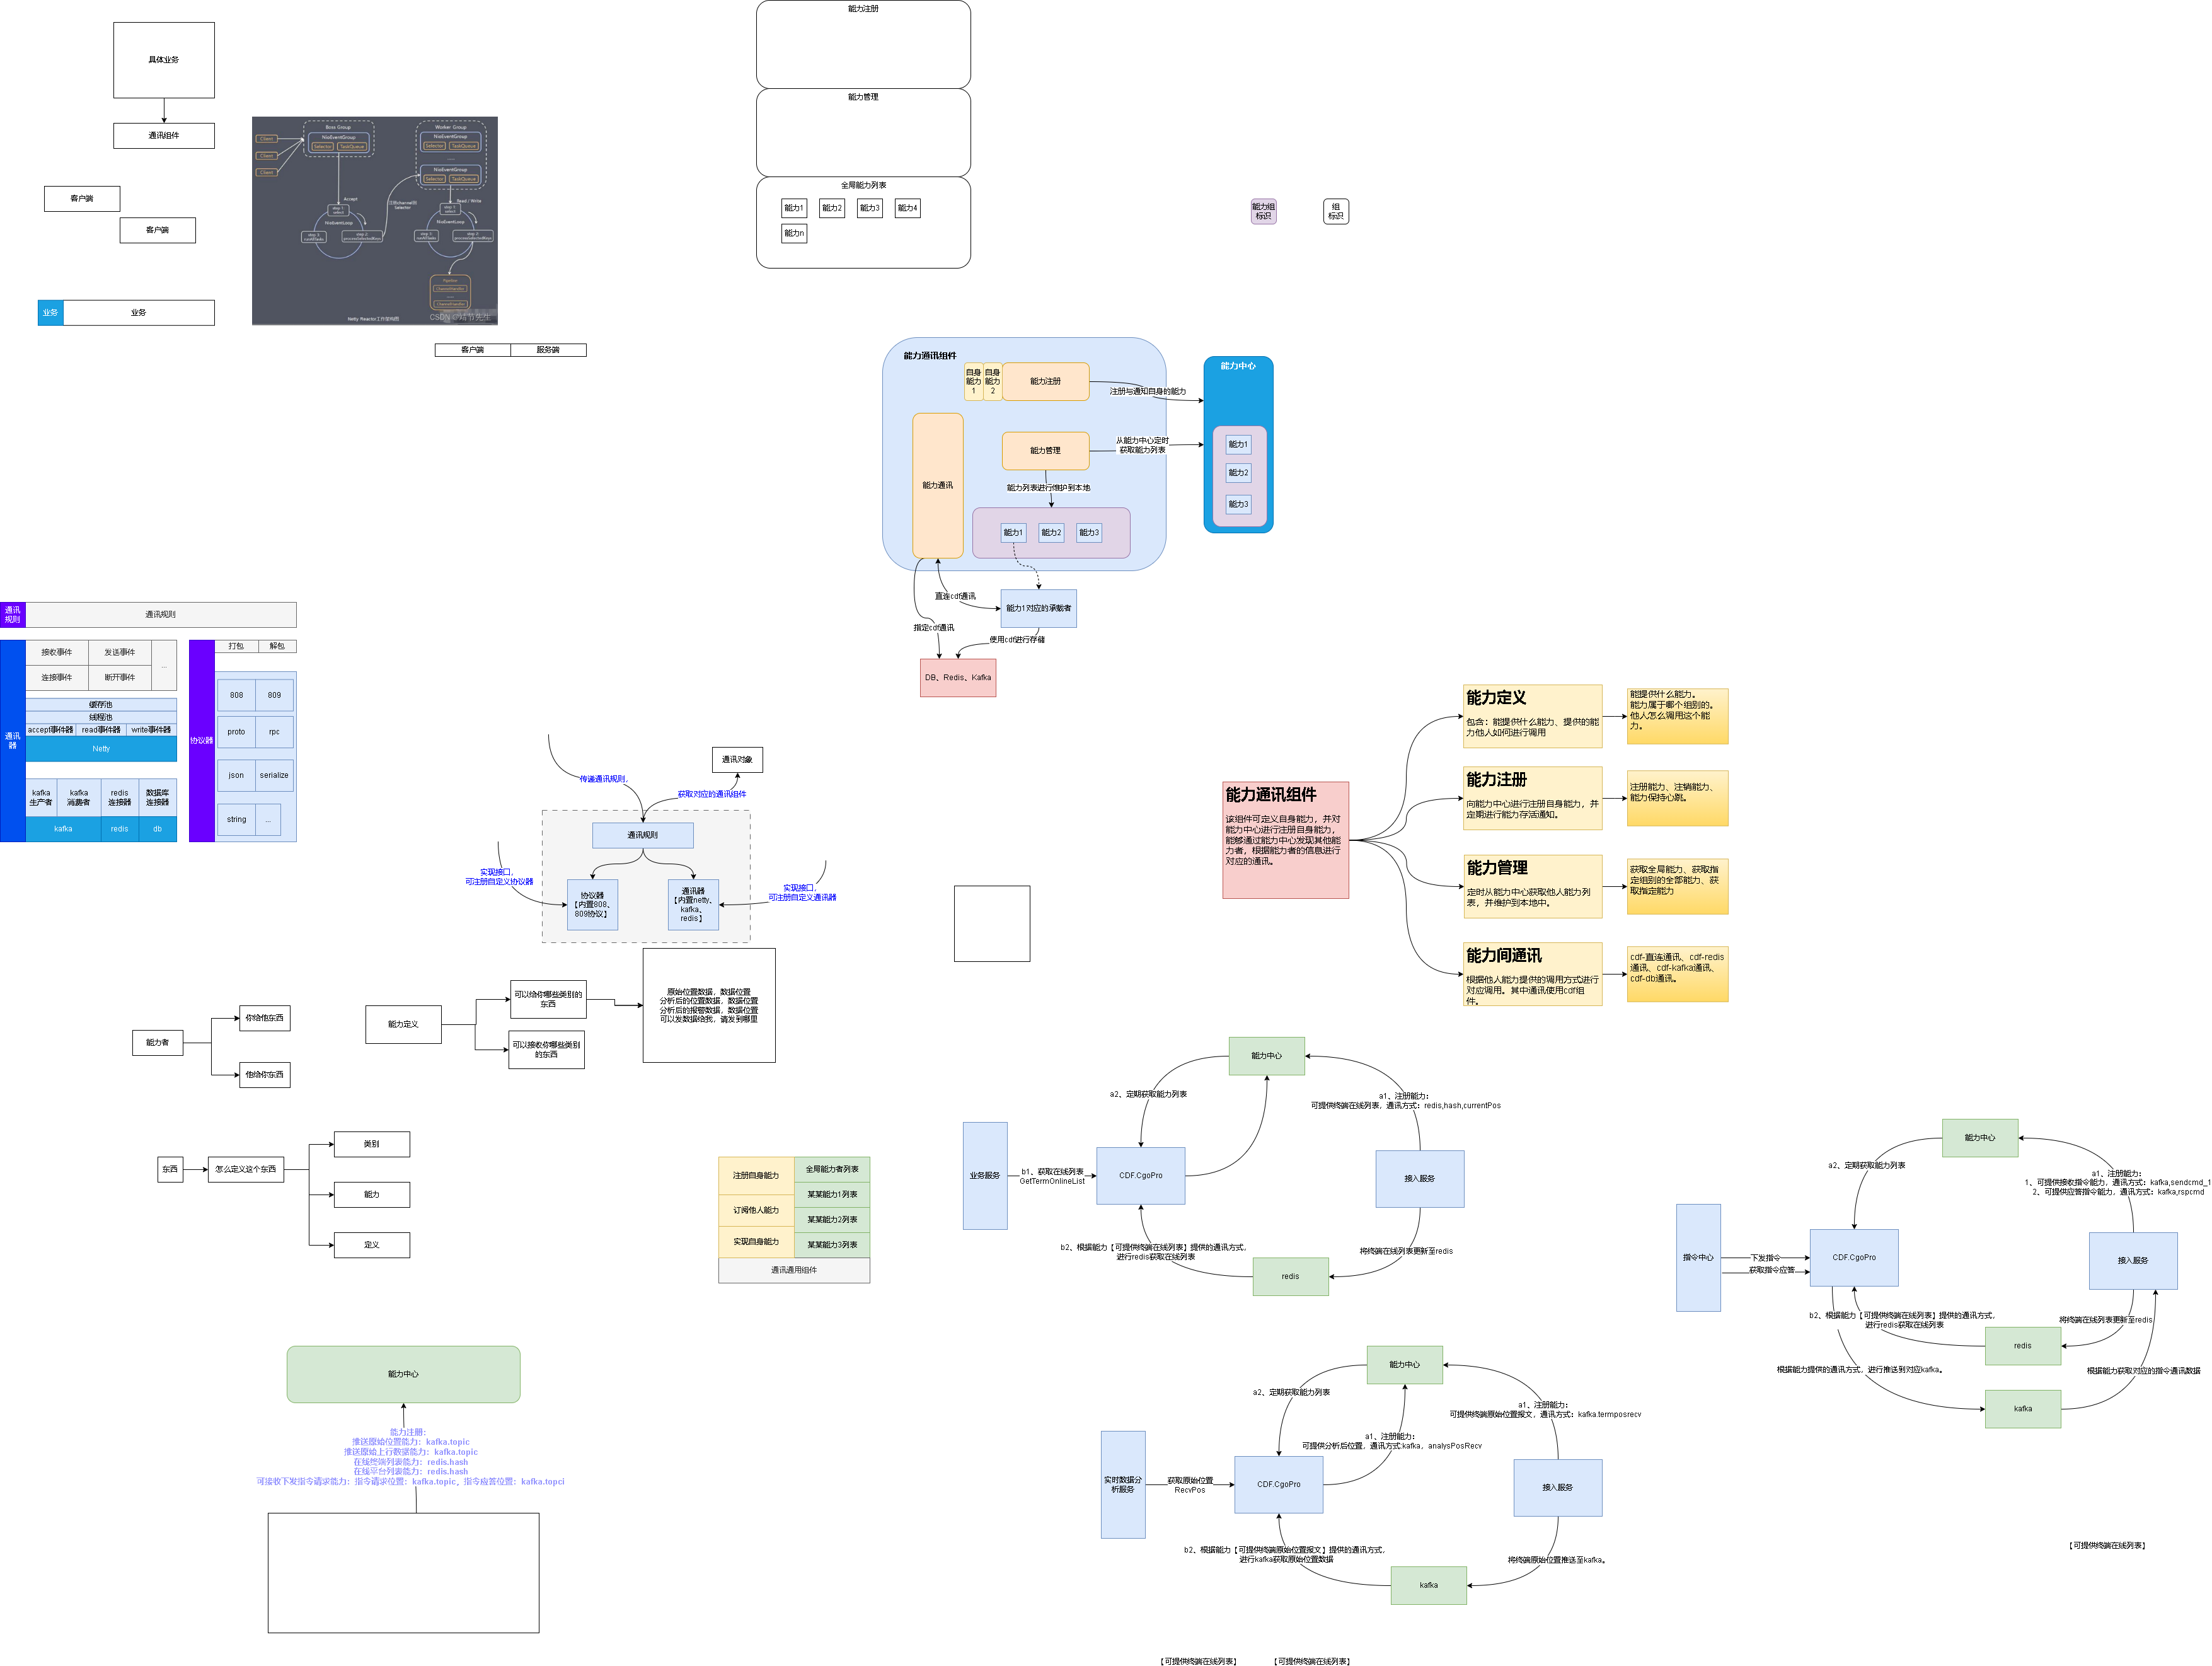 具体业务
通讯组件
客户端
客户端
业务
业务
Client
Client
Client
Boss Group
NioEventGroup
Selector
TaskQueue
Worker Group
NioEventGroup
Selector
TaskQueue
......
NioEventGroup
Selector
TaskQueue
Accept
注册channel到
Selector
Read / Write
step 1:
select
NioEventLoop
step 3:
runAllTasks
step 2:
processSelectedKeys
step 1:
select
NioEventLoop
step 3:
runAllTasks
step 2:
processSelectedKeys
Pipeline
ChannelHandler
......
ChannelHandler
Netty Reactor工作架构图
客户端
服务端
能力注册
能力管理
全局能力列表
能力1
能力2
能力3
能力4
能力n
能力组
标识
组
标识
能力通讯组件
自身
能力
1
自身
能力
2
能力注册
注册与通知自身的能力
能力中心
能力通讯
能力管理
从能力中心定时
获取能力列表
能力1
能力2
能力3
能力列表进行维护到本地
能力1
能力2
能力3
直连cdf通讯
能力1对应的承载者
指定cdf通讯
使用cdf进行存储
DB、Redis、Kafka
通讯
规则
通讯规则
通讯
器
接收事件
发送事件
...
连接事件
断开事件
缓存池
线程池
accept事件器
read事件器
write事件器
Netty
kafka
生产者
kafka
消费者
redis
连接器
数据库
连接器
kafka
redis
db
协议器
打包
解包
808
809
proto
rpc
json
serialize
string
...
传递通讯规则,
通讯对象
获取对应的通讯组件
通讯规则
实现接口,
可注册自定义协议器
协议器
【内置808、
809协议】
通讯器
【内置netty、
kafka、
redis】
实现接口,
可注册自定义通讯器
能力通讯组件
该组件可定义自身能力，并对
能力中心进行注册自身能力，
能够通过能力中心发现其他能
力者，根据能力者的信息进行
对应的通讯。
能力定义
包含：能提供什么能力、提供的能
力他人如何进行调用
能提供什么能力。
能力属于哪个组别的。
他人怎么调用这个能
力。
能力注册
向能力中心进行注册自身能力，并
定期进行能力存活通知。
注册能力、注销能力、
能力保持心跳。
能力管理
定时从能力中心获取他人能力列
表，并维护到本地中。
获取全局能力、获取指
定组别的全部能力、获
取指定能力
能力间通讯
根据他人能力提供的调用方式进行
对应调用。其中通讯使用cdf组
件。
cdf-直连通讯、cdf-redis
通讯、cdf-kafka通讯、
cdf-db通讯。
能力者
你给他东西
他给你东西
能力定义
可以给你哪些类别的
东西
可以接收你哪些类别
的东西
原始位置数据，数据位置
分析后的位置数据，数据位置
分析后的报警数据，数据位置
可以发数据给我，请发到哪里
东西
怎么定义这个东西
类别
能力
定义
注册自身能力
订阅他人能力
实现自身能力
全局能力者列表
某某能力1列表
某某能力2列表
某某能力3列表
通讯通用组件
能力中心
a2、定期获取能力列表
a1、注册能力：
可提供终端在线列表，通讯方式：redis,hash,currentPos
业务服务
b1、获取在线列表
GetTermOnlineList
CDF.CgoPro
接入服务
b2、根据能力【可提供终端在线列表】提供的通讯方式，
进行redis获取在线列表
将终端在线列表更新至redis
redis
能力中心
a2、定期获取能力列表
a1、注册能力：
1、可提供接收指令能力，通讯方式：kafka,sendcmd_1
2、可提供应答指令能力，通讯方式：kafka,rspcmd
指令中心
下发指令
获取指令应答
CDF.CgoPro
接入服务
b2、根据能力【可提供终端在线列表】提供的通讯方式，
进行redis获取在线列表
将终端在线列表更新至redis
redis
根据能力提供的通讯方式，进行推送到对应kafka。
根据能力获取对应的指令通讯数据
kafka
能力中心
能力注册：
推送原始位置能力：kafka.topic
推送原始上行数据能力：kafka.topic
在线终端列表能力：redis.hash
在线平台列表能力：redis.hash
可接收下发指令请求能力：指令请求位置：kafka.topic、指令应答位置：kafka.topci
能力中心
a2、定期获取能力列表
a1、注册能力：
可提供终端原始位置报文，通讯方式：kafka.termposrecv
a1、注册能力：
可提供分析后位置，通讯方式:kafka，analysPosRecv
实时数据分
析服务
获取原始位置
RecvPos
CDF.CgoPro
接入服务
b2、根据能力【可提供终端原始位置报文】提供的通讯方式，
进行kafka获取原始位置数据
将终端原始位置推送至kafka。
kafka
【可提供终端在线列表】
【可提供终端在线列表】
【可提供终端在线列表】